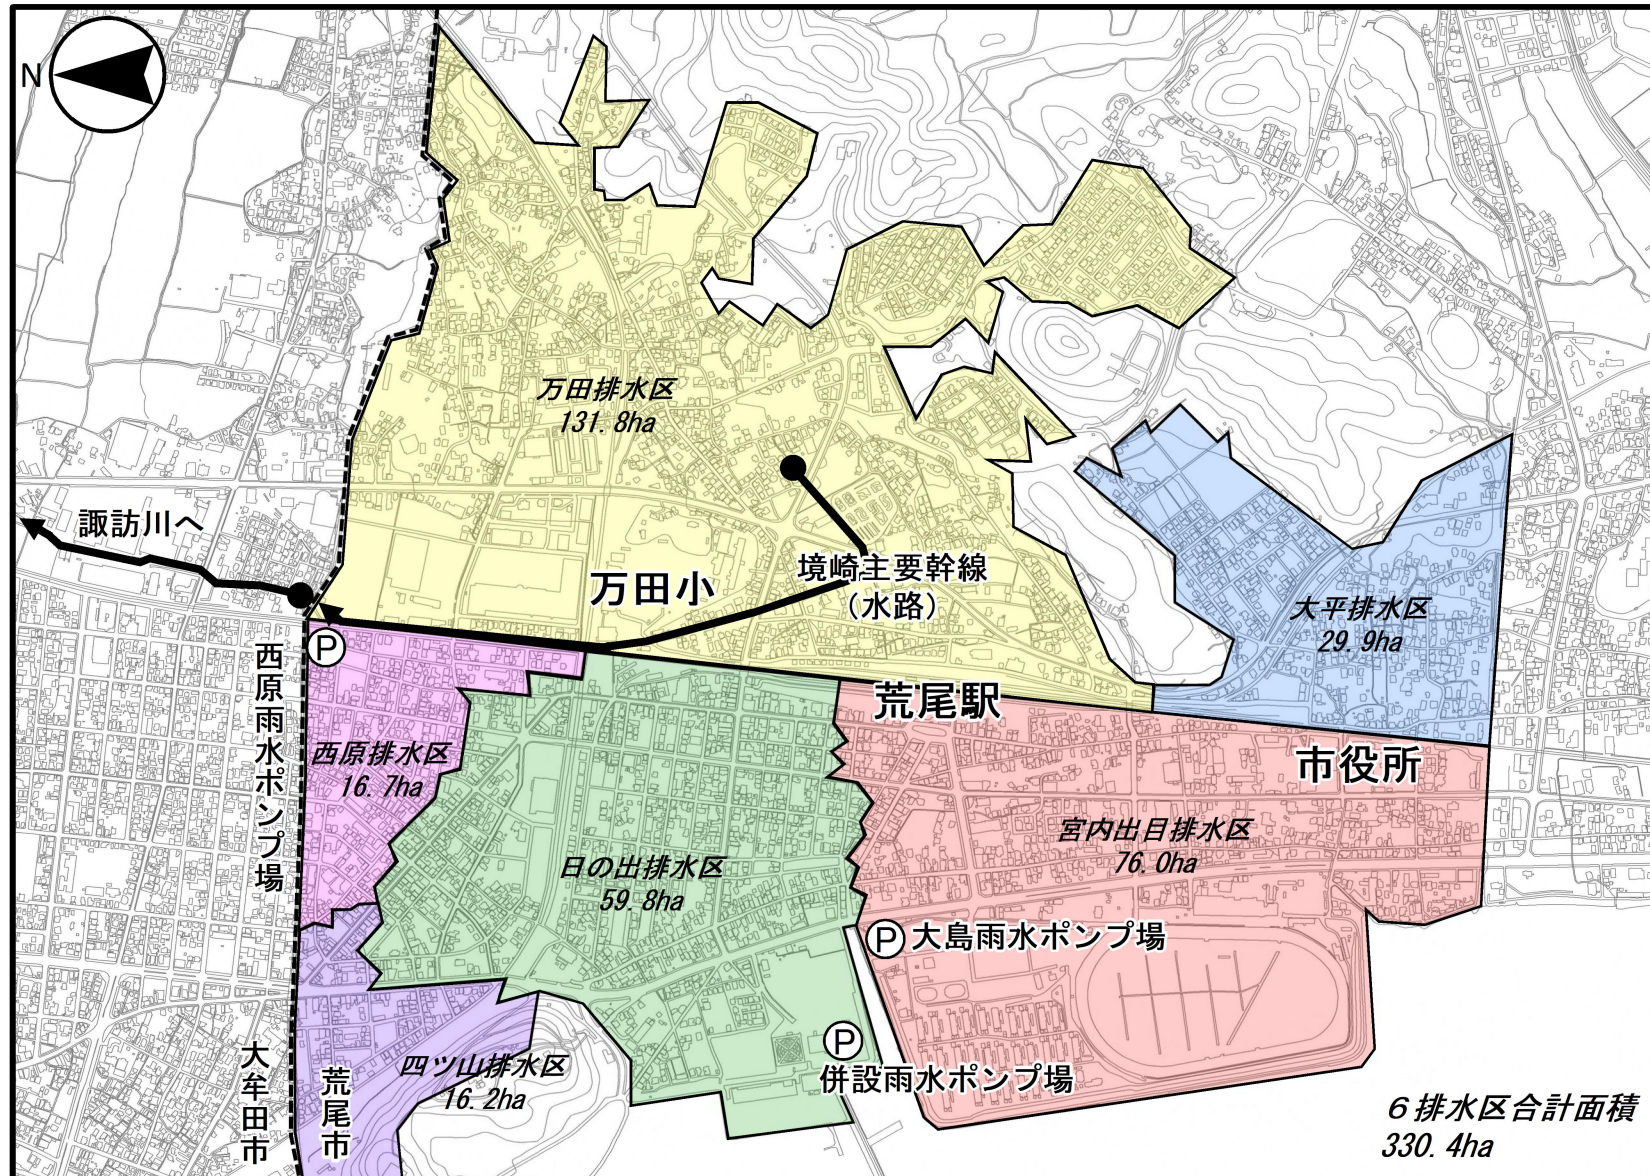 N
万田排水区
131.8ha
諏訪川へ
万田小
境崎主要幹線
（水路）
大平排水区
29.9ha
P
西原雨水ポンプ場
荒尾駅
西原排水区
16.7ha
市役所
宮内出目排水区
76.0ha
日の出排水区
59.8ha
P
大島雨水ポンプ場
P
併設雨水ポンプ場
四ツ山排水区
16.2ha
大牟田市
荒尾市
６排水区合計面積
330.4ha